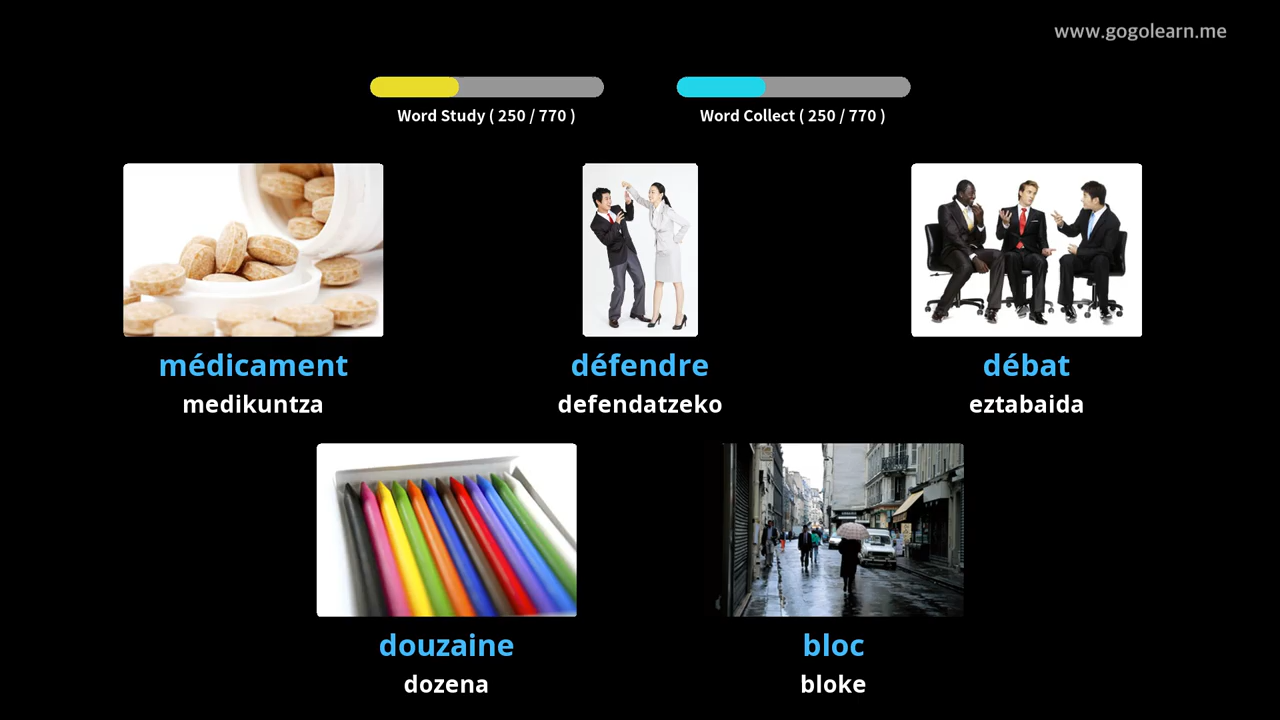 www.gogolearn.me
Word Study ( 250 / 770 )
Word Collect ( 250 / 770 )
médicament
medikuntza
défendre
defendatzeko
débat
eztabaida
douzaine
dozena
bloc
bloke